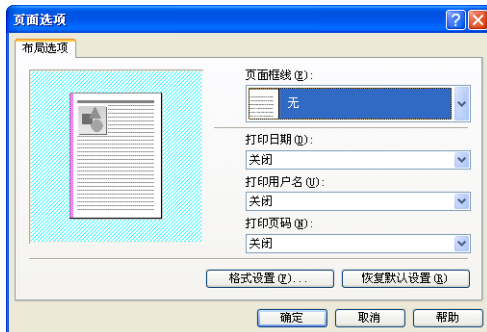 页面选项
布局选项
页面框线(E):
无
打印日期(D):
关闭
打印用户名(U):
关闭
打印页码(N):
关闭
格式设置(F)...
恢复默认设置(R)
确定
取消
帮助